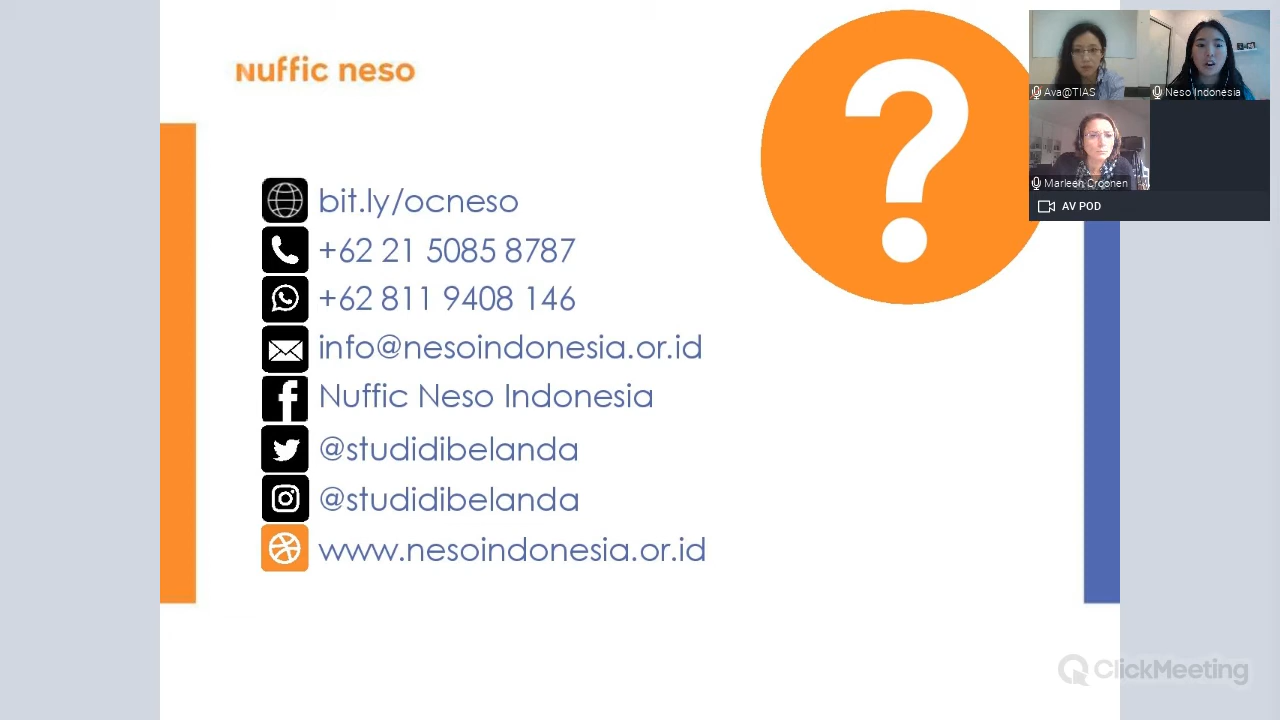 Nuffic neso
?
bit.ly/ocneso
+62 21 5085 8787
+62 811 9408 146
info@nesoindonesia.or.id
Nuffic Neso Indonesia
@studidibelanda
@studidibelanda
www.nesoindonesia.or.id
Ava@TIAS
Neso Indonesia
Marleen Croonen
AV POD
ClickMeeting